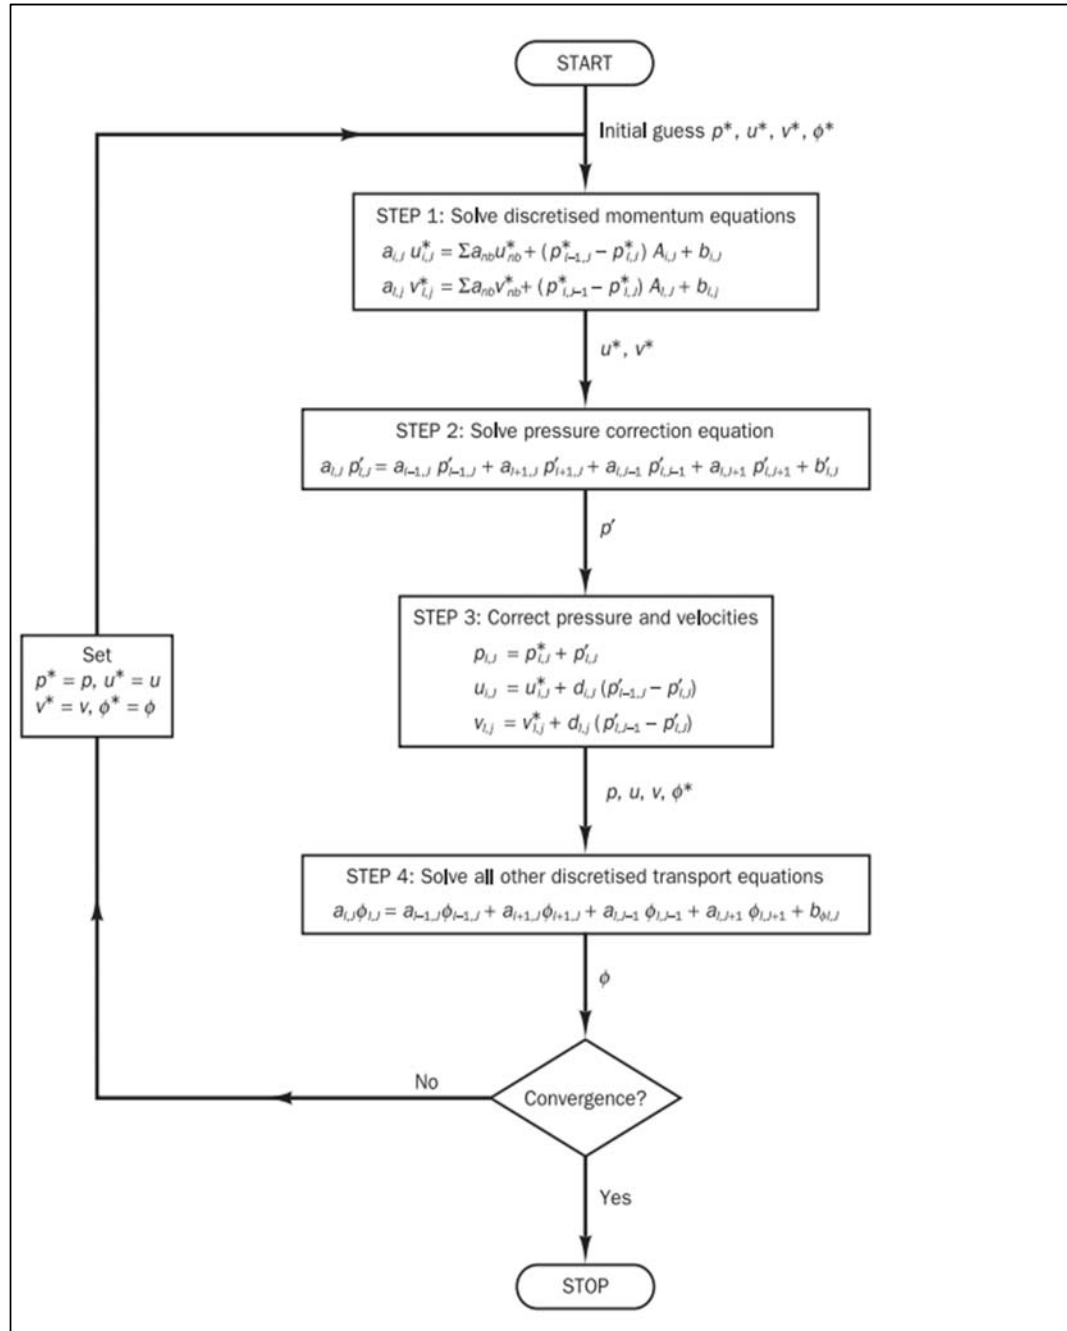 START
Initial guess p*, u*, v*, ϕ*
STEP 1: Solve discretised momentum equations
a_{i,J} u*_{i,J} = Σa_{nb}u*_{nb} + (p*_{I–1,J} – p*_{I,J}) A_{i,J} + b_{i,J}
a_{I,j} v*_{I,j} = Σa_{nb}v*_{nb} + (p*_{I,J–1} – p*_{I,J}) A_{I,j} + b_{I,j}
u*, v*
STEP 2: Solve pressure correction equation
a_{I,J} p′_{I,J} = a_{I–1,J} p′_{I–1,J} + a_{I+1,J} p′_{I+1,J} + a_{I,J–1} p′_{I,J–1} + a_{I,J+1} p′_{I,J+1} + b′_{I,J}
p′
STEP 3: Correct pressure and velocities
p_{I,J} = p*_{I,J} + p′_{I,J}
u_{i,J} = u*_{i,J} + d_{i,J} (p′_{I–1,J} – p′_{I,J})
v_{I,j} = v*_{I,j} + d_{I,j} (p′_{I,J–1} – p′_{I,J})
Set
p* = p, u* = u
v* = v, ϕ* = ϕ
p, u, v, ϕ*
STEP 4: Solve all other discretised transport equations
a_{I,J}ϕ_{I,J} = a_{I–1,J}ϕ_{I–1,J} + a_{I+1,J}ϕ_{I+1,J} + a_{I,J–1} ϕ_{I,J–1} + a_{I,J+1} ϕ_{I,J+1} + b_{ϕI,J}
ϕ
No
Convergence?
Yes
STOP